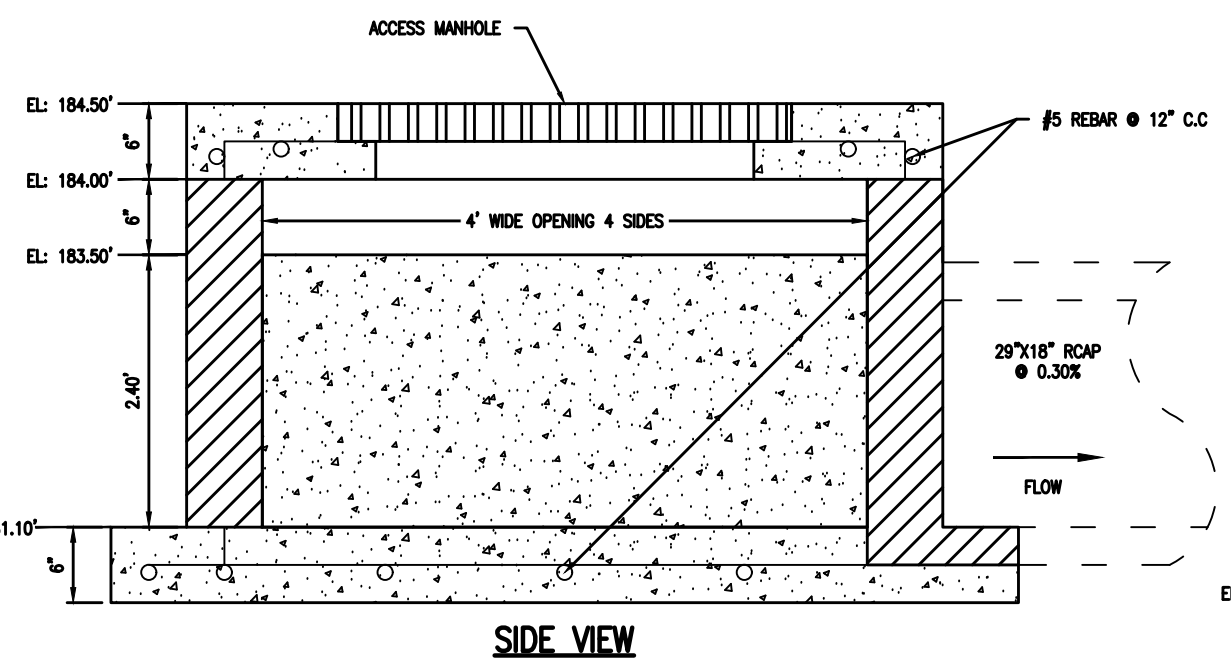 ACCESS MANHOLE
EL: 184.50'
#5 REBAR @ 12" C.C
6"
EL: 184.00'
6"
4' WIDE OPENING 4 SIDES
EL: 183.50'
29"X18" RCAP
@ 0.30%
2.40'
FLOW
1.10'
6"
SIDE VIEW